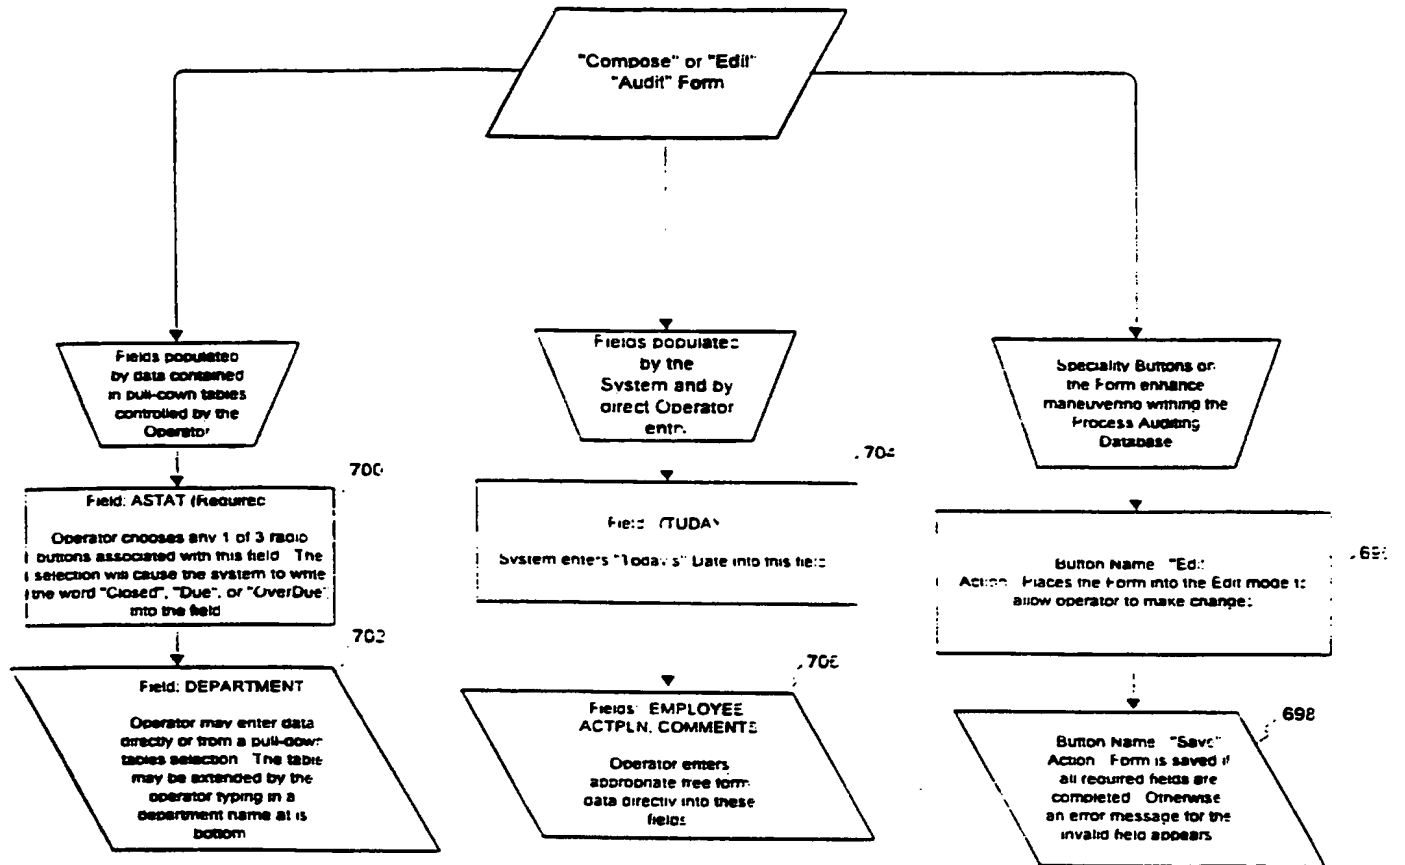 "Compose" or "Edit"
"Audit" Form
Fields populated
by data contained
in pull-down tables
controlled by the
Operator
Fields populated
by the
System and by
direct Operator
entry
Speciality Buttons on
the Form enhance
maneuvering withing the
Process Auditing
Database
700
Field: ASTAT (Required
Operator chooses any 1 of 3 radio
buttons associated with this field The
selection will cause the system to write
the word "Closed", "Due", or "OverDue"
into the field
704
Field: (TUDAY
System enters "Today's" Date into this field
Button Name "Edit
Action Places the Form into the Edit mode to
allow operator to make changes
702
Field: DEPARTMENT
Operator may enter data
directly or from a pull-down
tables selection The table
may be extended by the
operator typing in a
department name at is
bottom
706
Fields: EMPLOYEE
ACTPLN, COMMENTS
Operator enters
appropriate free form
data directly into these
fields
698
Button Name "Save"
Action Form is saved if
all required fields are
completed Otherwise
an error message for the
invalid field appears